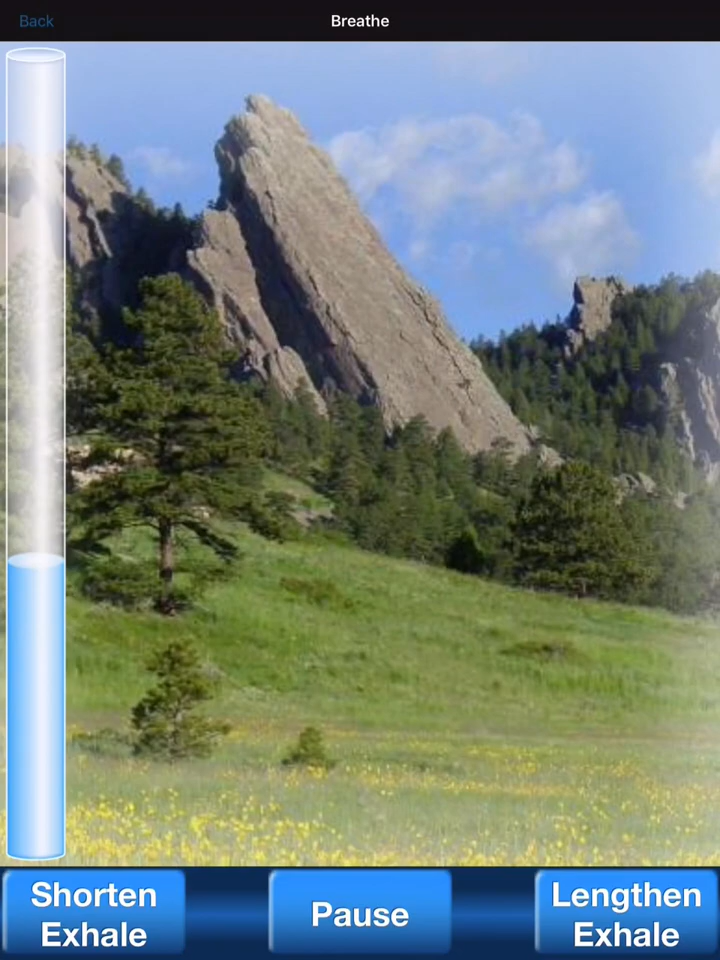 Back
Breathe
Shorten
Exhale
Pause
Lengthen
Exhale